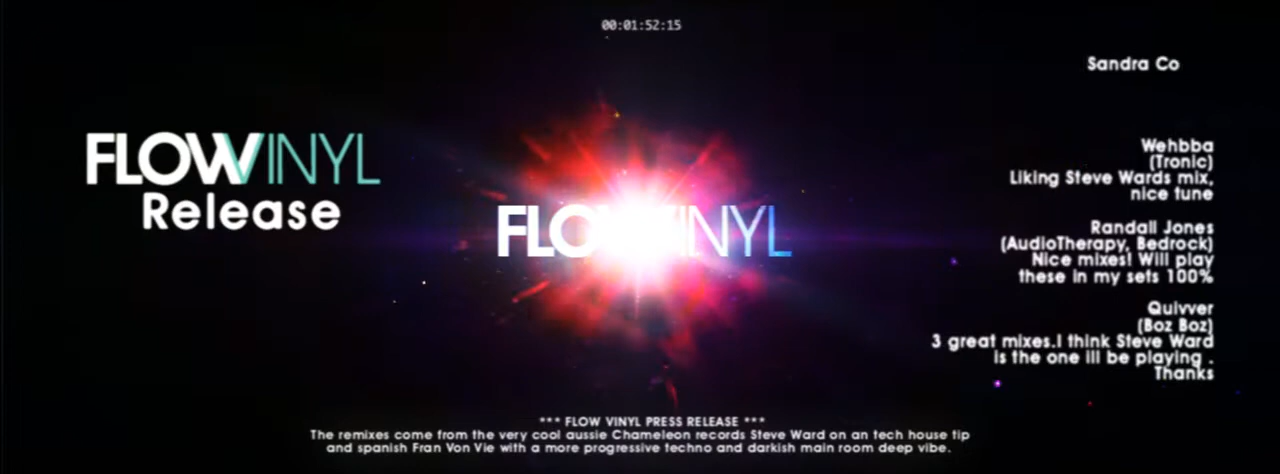 00:01:52:15
Sandra Co
FLOWVINYL
Release
FLOWVINYL
Wehbba
(Tronic)
Liking Steve Wards mix,
nice tune
Randall Jones
(AudioTherapy, Bedrock)
Nice mixes! Will play
these in my sets 100%
Quivver
(Boz Boz)
3 great mixes.I think Steve Ward
is the one ill be playing .
Thanks
*** FLOW VINYL PRESS RELEASE ***
The remixes come from the very cool aussie Chameleon records Steve Ward on an tech house tip
and spanish Fran Von Vie with a more progressive techno and darkish main room deep vibe.